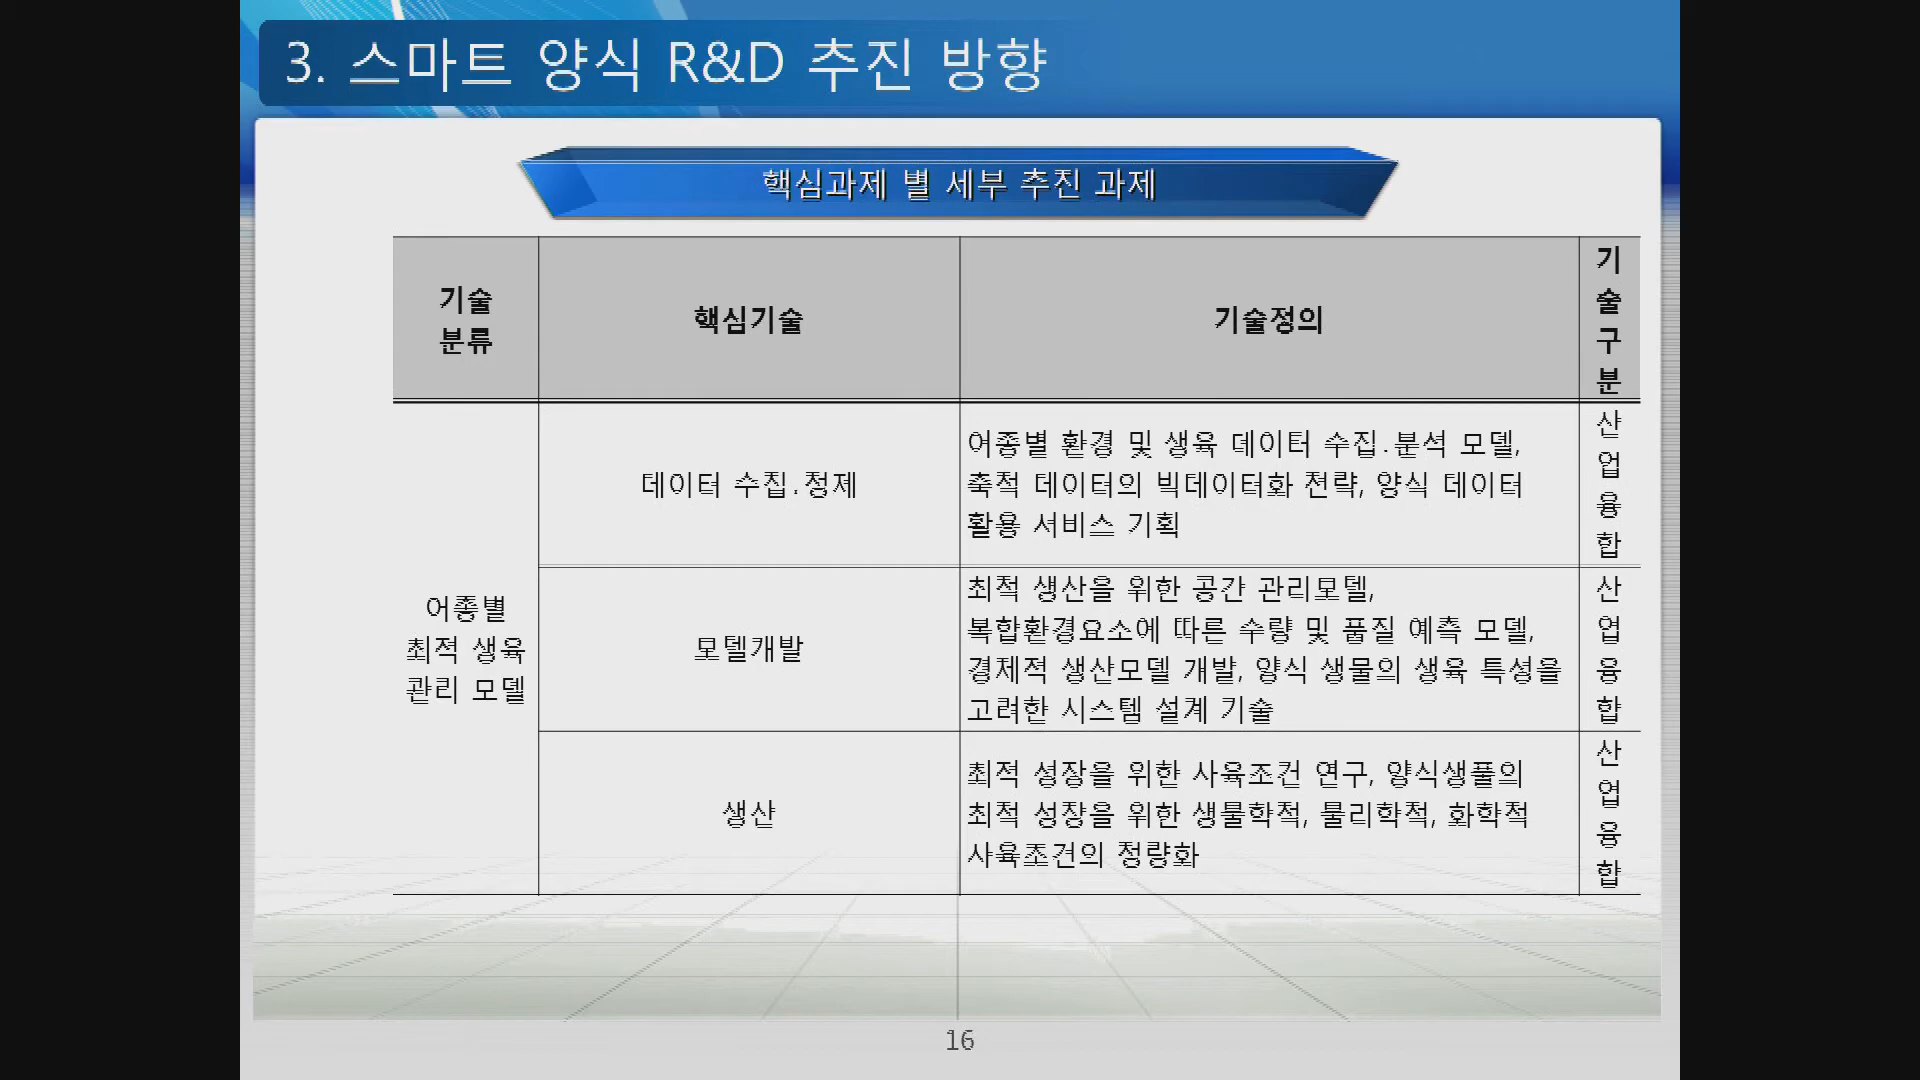 3. 스마트 양식 R&D 추진 방향
핵심과제 별 세부 추진 과제
기술
분류
핵심기술
기술정의
기
술
구
분
어종별
최적 생육
관리 모델
데이터 수집.정제
어종별 환경 및 생육 데이터 수집.분석 모델,
축적 데이터의 빅데이터화 전략, 양식 데이터
활용 서비스 기획
산
업
융
합
모델개발
최적 생산을 위한 공간 관리모델,
복합환경요소에 따른 수량 및 품질 예측 모델,
경제적 생산모델 개발, 양식 생물의 생육 특성을
고려한 시스템 설계 기술
산
업
융
합
생산
최적 성장을 위한 사육조건 연구, 양식생물의
최적 성장을 위한 생물학적, 물리학적, 화학적
사육조건의 정량화
산
업
융
합
16